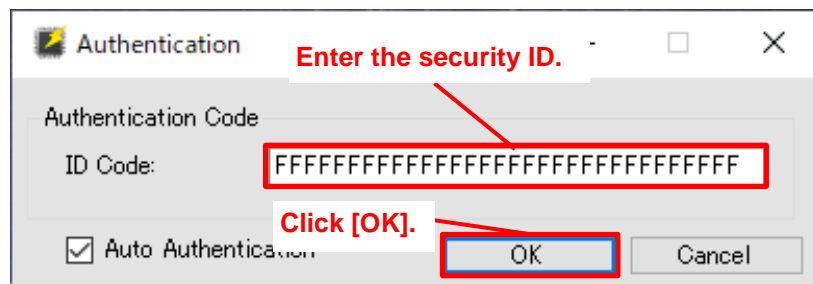 Authentication
Enter the security ID.
Authentication Code
ID Code:
FFFFFFFFFFFFFFFFFFFFFFFFFFFFFFFF
Click [OK].
Auto Authentication
OK
Cancel